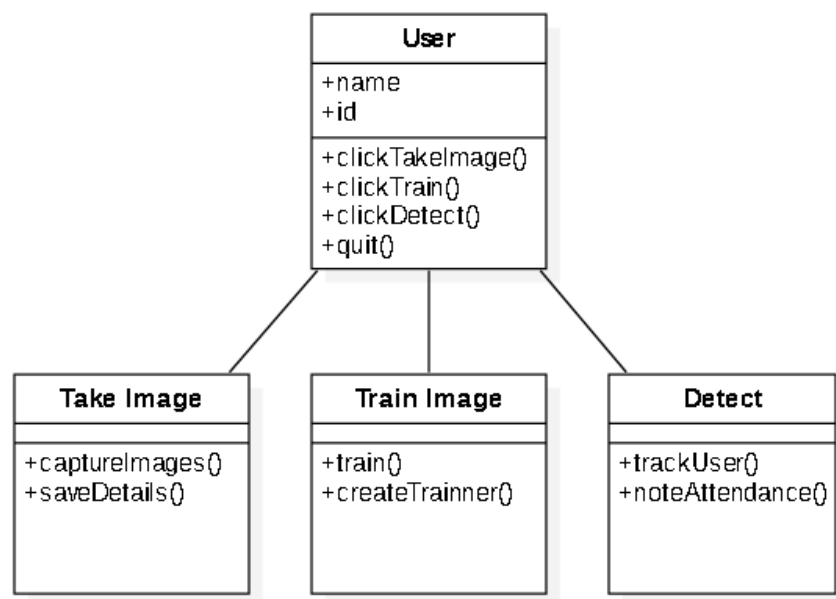 User
+name
+id
+clickTakeImage()
+clickTrain()
+clickDetect()
+quit()
Take Image
+captureImages()
+saveDetails()
Train Image
+train()
+createTrainner()
Detect
+trackUser()
+noteAttendance()